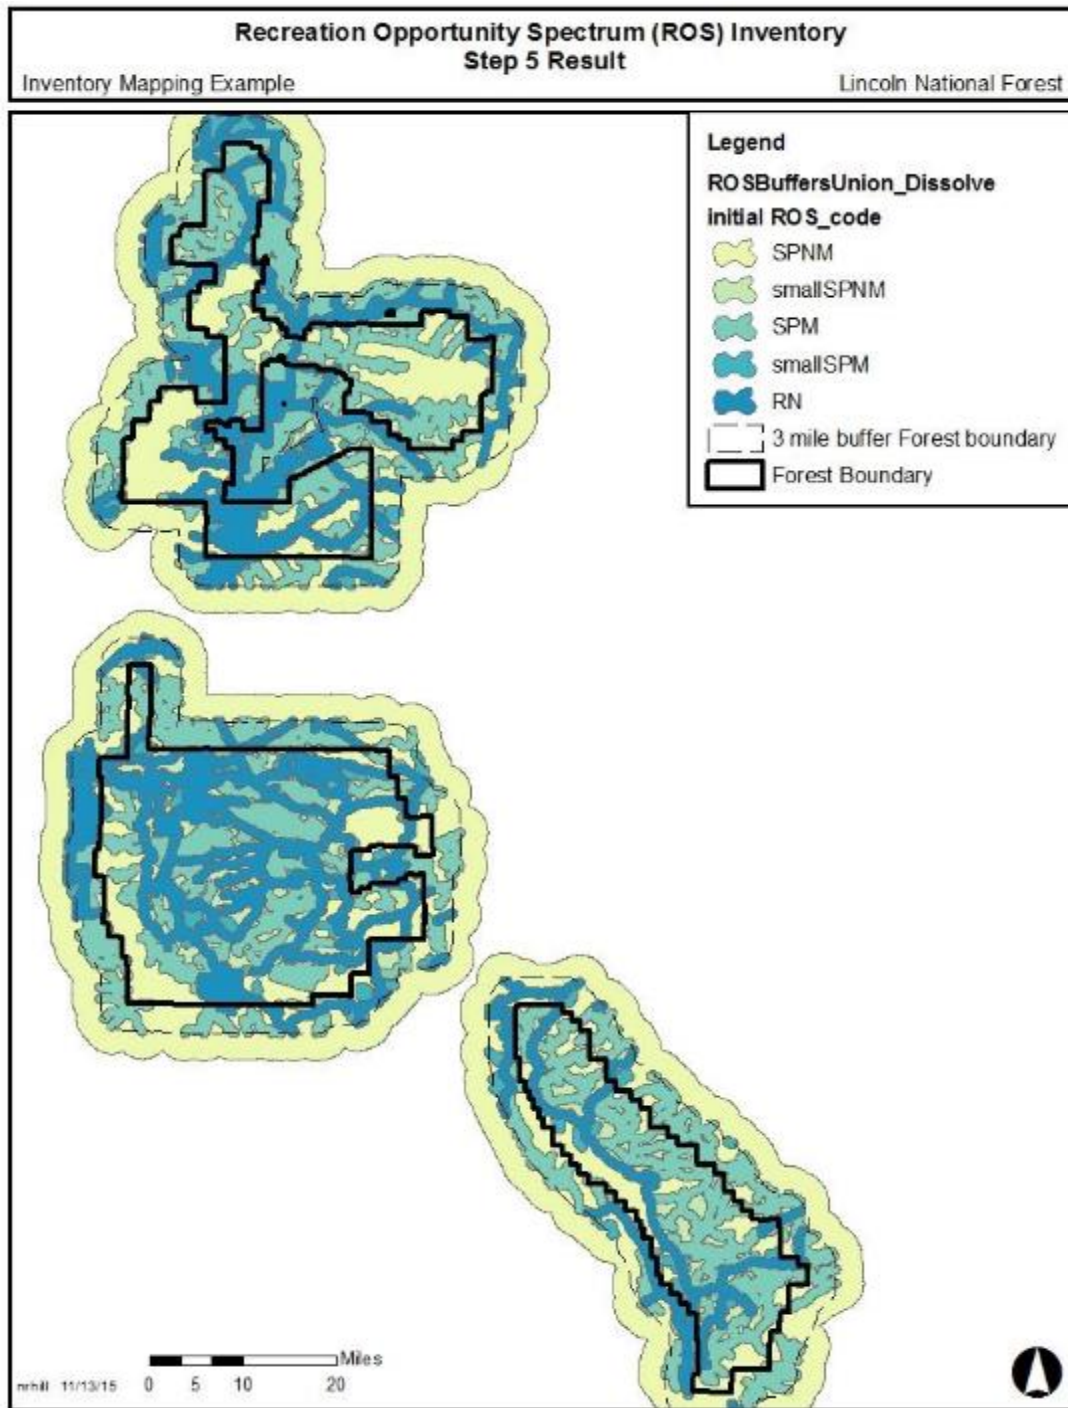 Recreation Opportunity Spectrum (ROS) Inventory
Step 5 Result
Inventory Mapping Example
Lincoln National Forest
Legend
ROSBuffersUnion_Dissolve
initial ROS_code
SPNM
smallSPNM
SPM
smallSPM
RN
3 mile buffer Forest boundary
Forest Boundary
Miles
nrhill 11/13/15 0 5 10 20